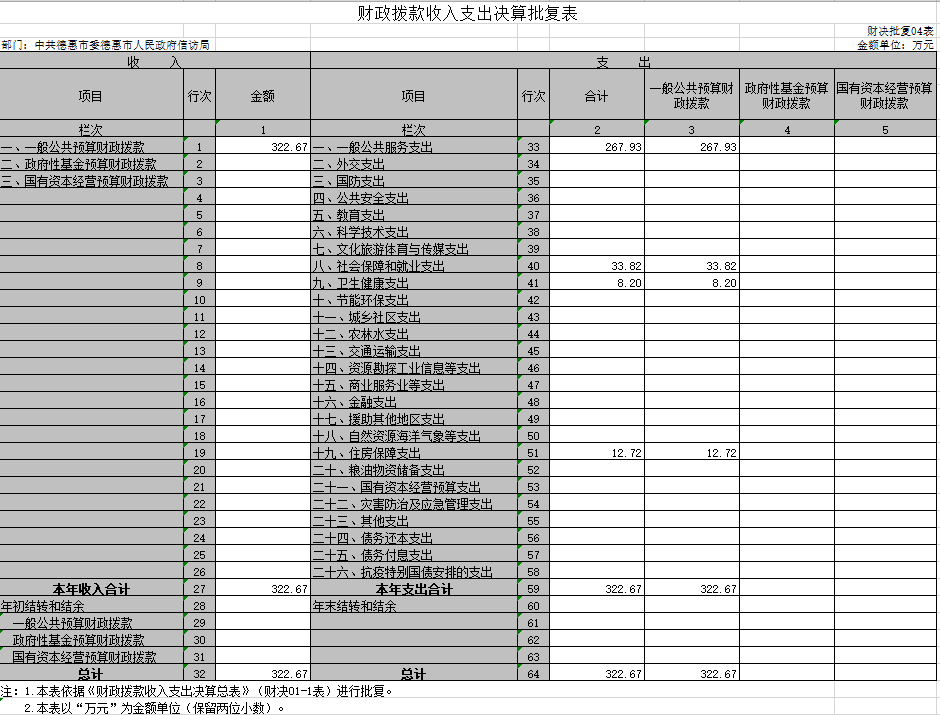 财政拨款收入支出决算批复表
财决批复04表
部门：中共德惠市委德惠市人民政府信访局 金额单位：万元
收 入 支 出
项目 行次 金额 项目 行次 合计 一般公共预算财政拨款 政府性基金预算财政拨款 国有资本经营预算财政拨款
栏次 1 栏次 2 3 4 5
一、一般公共预算财政拨款 1 322.67 一、一般公共服务支出 33 267.93 267.93
二、政府性基金预算财政拨款 2 二、外交支出 34
三、国有资本经营预算财政拨款 3 三、国防支出 35
4 四、公共安全支出 36
5 五、教育支出 37
6 六、科学技术支出 38
7 七、文化旅游体育与传媒支出 39
8 八、社会保障和就业支出 40 33.82 33.82
9 九、卫生健康支出 41 8.20 8.20
10 十、节能环保支出 42
11 十一、城乡社区支出 43
12 十二、农林水支出 44
13 十三、交通运输支出 45
14 十四、资源勘探工业信息等支出 46
15 十五、商业服务业等支出 47
16 十六、金融支出 48
17 十七、援助其他地区支出 49
18 十八、自然资源海洋气象等支出 50
19 十九、住房保障支出 51 12.72 12.72
20 二十、粮油物资储备支出 52
21 二十一、国有资本经营预算支出 53
22 二十二、灾害防治及应急管理支出 54
23 二十三、其他支出 55
24 二十四、债务还本支出 56
25 二十五、债务付息支出 57
26 二十六、抗疫特别国债安排的支出 58
本年收入合计 27 322.67 本年支出合计 59 322.67 322.67
年初结转和结余 28 年末结转和结余 60
一般公共预算财政拨款 29 61
政府性基金预算财政拨款 30 62
国有资本经营预算财政拨款 31 63
总计 32 322.67 总计 64 322.67 322.67
注：1.本表依据《财政拨款收入支出决算总表》（财决01-1表）进行批复。
2.本表以“万元”为金额单位（保留两位小数）。